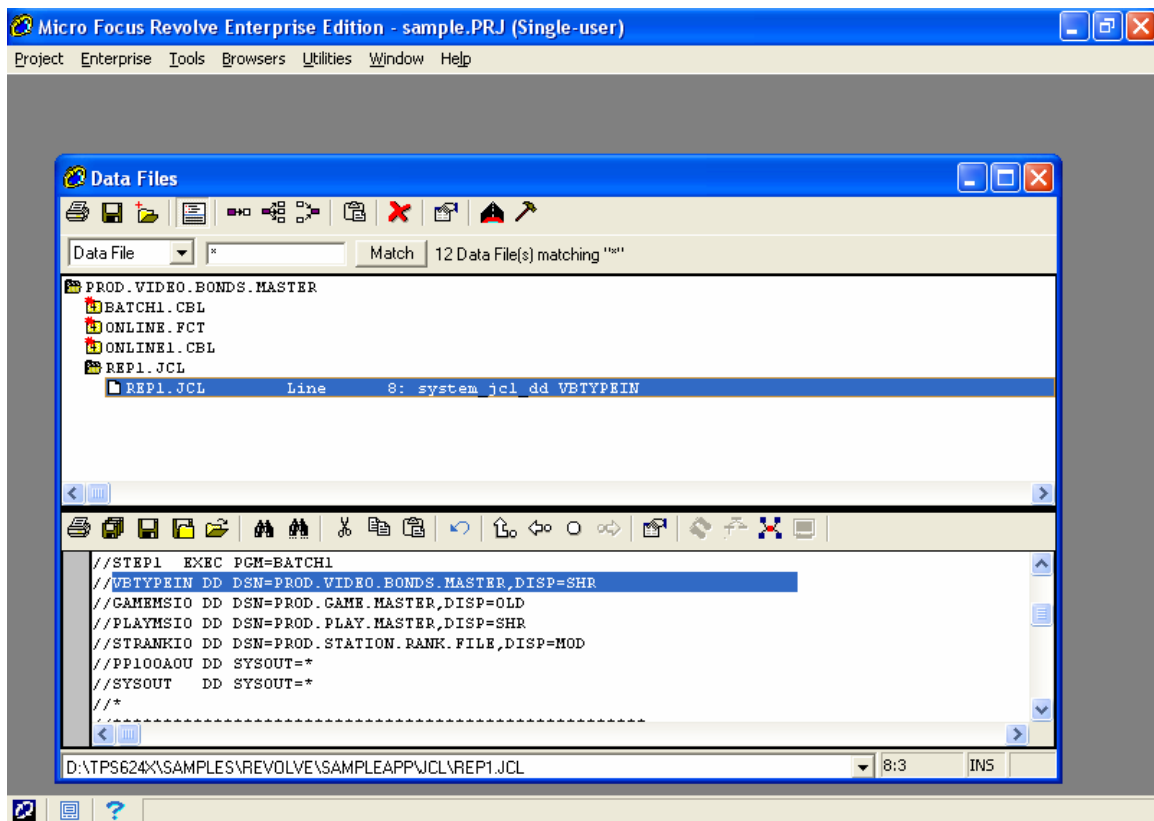 Micro Focus Revolve Enterprise Edition - sample.PRJ (Single-user)
Project Enterprise Tools Browsers Utilities Window Help
Data Files
Data File * Match 12 Data File(s) matching "*"
PROD.VIDEO.BONDS.MASTER
BATCH1.CBL
ONLINE.FCT
ONLINE1.CBL
REP1.JCL
REP1.JCL Line 8: system_jcl_dd VBTYPEIN
//STEP1 EXEC PGM=BATCH1
//VBTYPEIN DD DSN=PROD.VIDEO.BONDS.MASTER,DISP=SHR
//GAMEMSIO DD DSN=PROD.GAME.MASTER,DISP=OLD
//PLAYMSIO DD DSN=PROD.PLAY.MASTER,DISP=SHR
//STRANKIO DD DSN=PROD.STATION.RANK.FILE,DISP=MOD
//PP100AOU DD SYSOUT=*
//SYSOUT DD SYSOUT=*
//*
D:\TPS624X\SAMPLES\REVOLVE\SAMPLEAPP\JCL\REP1.JCL 8:3 INS